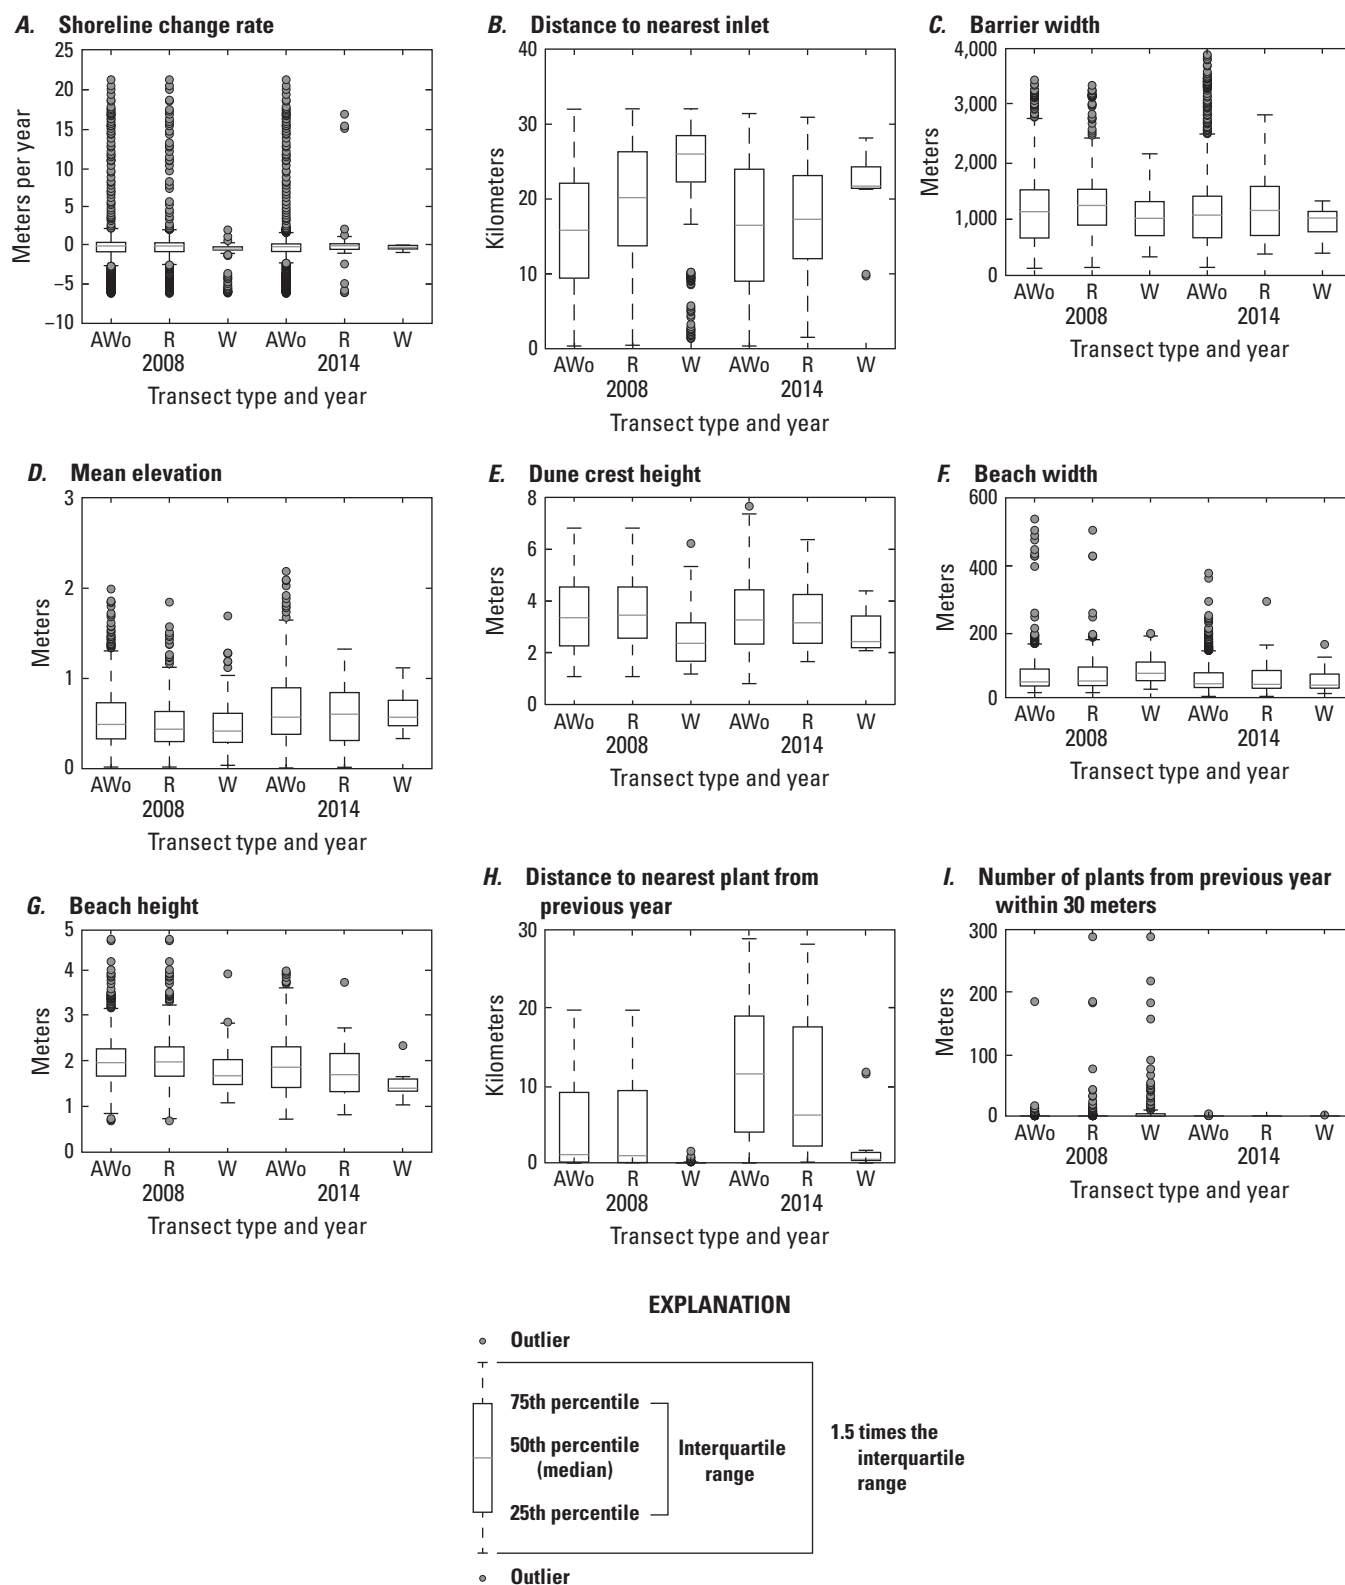 A. Shoreline change rate
25
20
15
10
5
0
–5
–10
Meters per year
AWo R W AWo R W
2008 2014
Transect type and year
B. Distance to nearest inlet
40
30
20
10
0
Kilometers
AWo R W AWo R W
2008 2014
Transect type and year
C. Barrier width
4,000
3,000
2,000
1,000
0
Meters
AWo R W AWo R W
2008 2014
Transect type and year
D. Mean elevation
3
2
1
0
Meters
AWo R W AWo R W
2008 2014
Transect type and year
E. Dune crest height
8
6
4
2
0
Meters
AWo R W AWo R W
2008 2014
Transect type and year
F. Beach width
600
400
200
0
Meters
AWo R W AWo R W
2008 2014
Transect type and year
G. Beach height
5
4
3
2
1
0
Meters
AWo R W AWo R W
2008 2014
Transect type and year
H. Distance to nearest plant from
previous year
30
20
10
0
Kilometers
AWo R W AWo R W
2008 2014
Transect type and year
I. Number of plants from previous year
within 30 meters
300
200
100
0
Meters
AWo R W AWo R W
2008 2014
Transect type and year
EXPLANATION
Outlier
75th percentile
50th percentile
(median)
25th percentile
Interquartile
range
1.5 times the
interquartile
range
Outlier